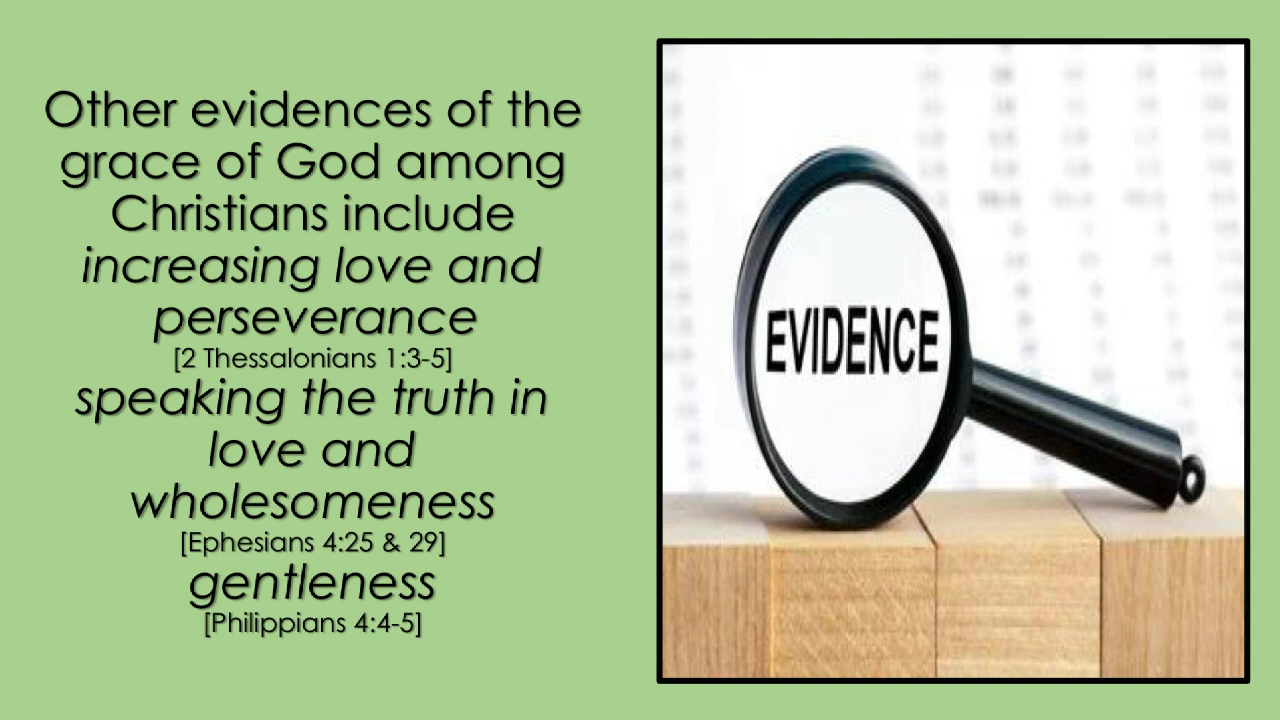 Other evidences of the
grace of God among
Christians include
increasing love and
perseverance
[2 Thessalonians 1:3-5]
speaking the truth in
love and
wholesomeness
[Ephesians 4:25 & 29]
gentleness
[Philippians 4:4-5]
EVIDENCE